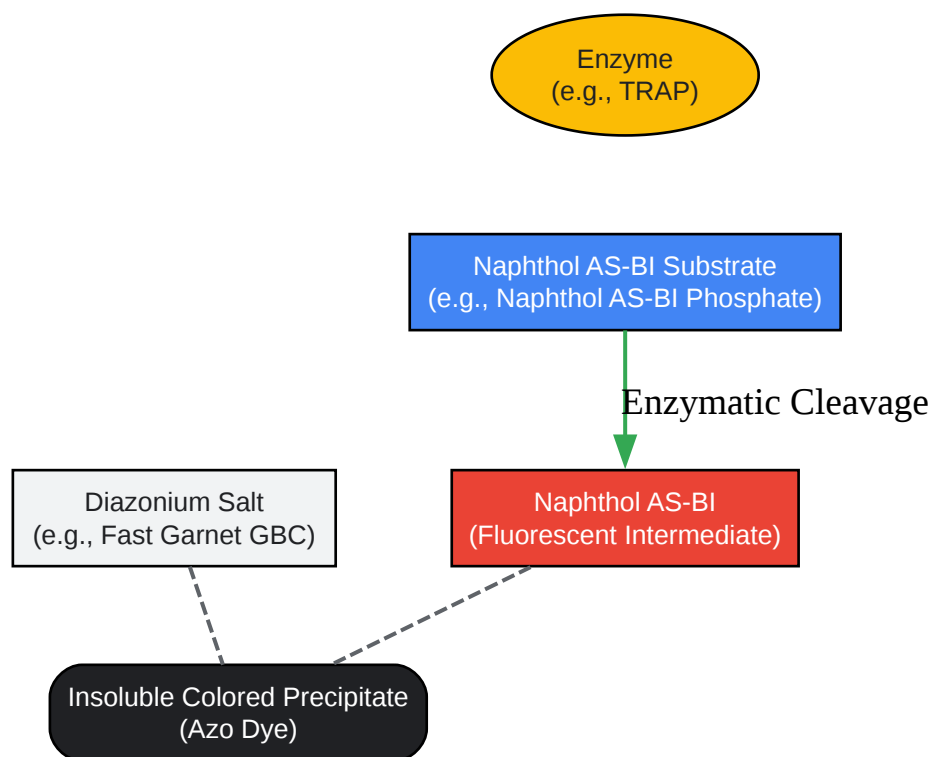 Enzyme
(e.g., TRAP)
Naphthol AS-BI Substrate
(e.g., Naphthol AS-BI Phosphate)
Enzymatic Cleavage
Diazonium Salt
(e.g., Fast Garnet GBC)
Naphthol AS-BI
(Fluorescent Intermediate)
Insoluble Colored Precipitate
(Azo Dye)